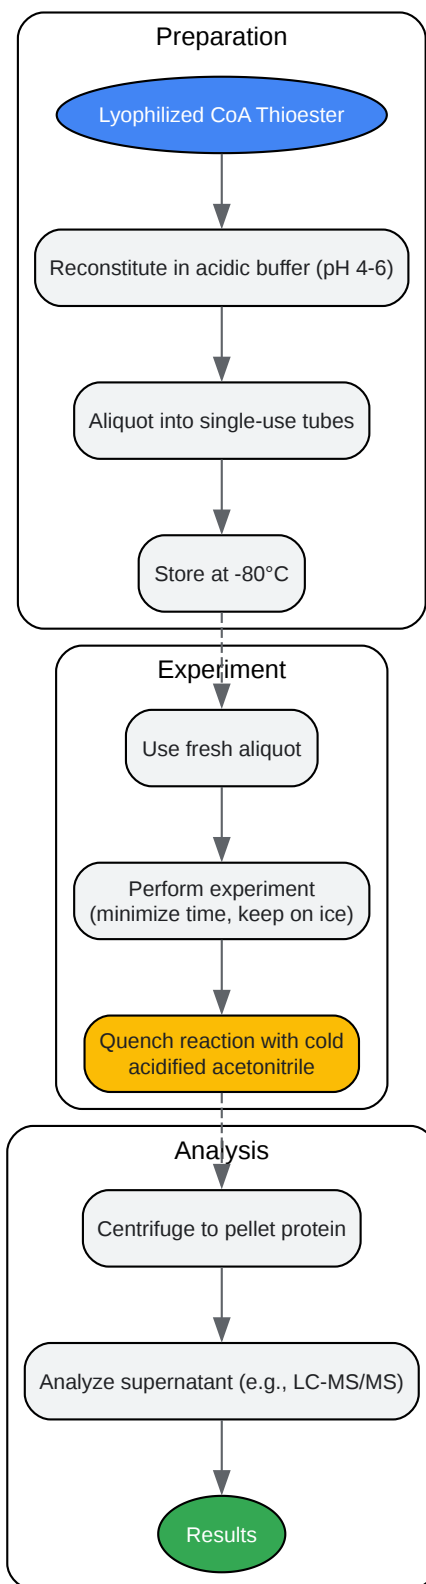 Preparation
Lyophilized CoA Thioester
Reconstitute in acidic buffer (pH 4-6)
Aliquot into single-use tubes
Store at -80°C
Experiment
Use fresh aliquot
Perform experiment
(minimize time, keep on ice)
Quench reaction with cold
acidified acetonitrile
Analysis
Centrifuge to pellet protein
Analyze supernatant (e.g., LC-MS/MS)
Results